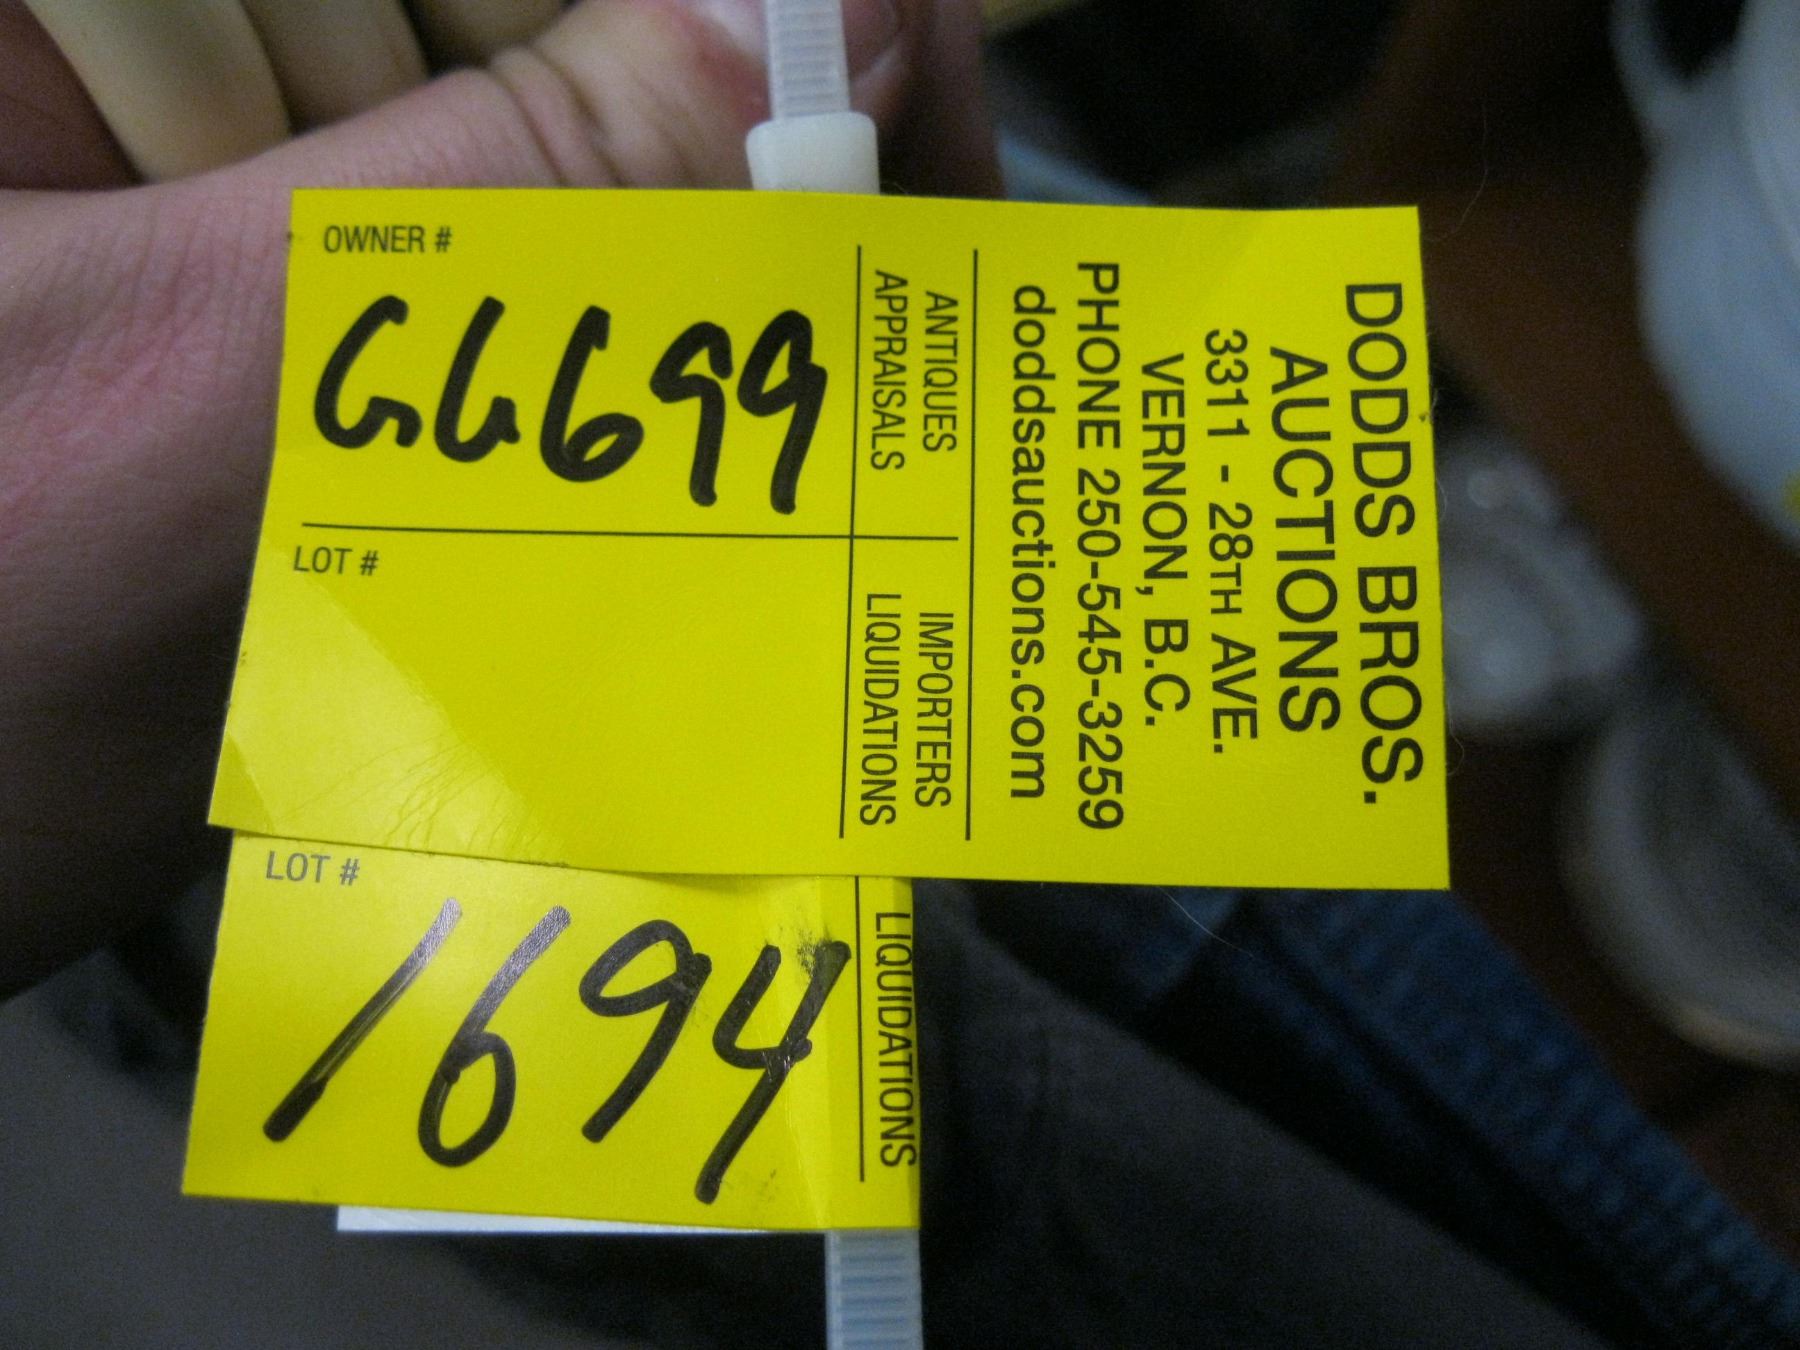 OWNER #
GG699
LOT #
ANTIQUES
APPRAISALS
IMPORTERS
LIQUIDATIONS
DODDS BROS.
AUCTIONS
3311 - 28TH AVE.
VERNON, B.C.
PHONE 250-545-3259
doddsauctions.com
LOT #
1694
LIQUIDATIONS